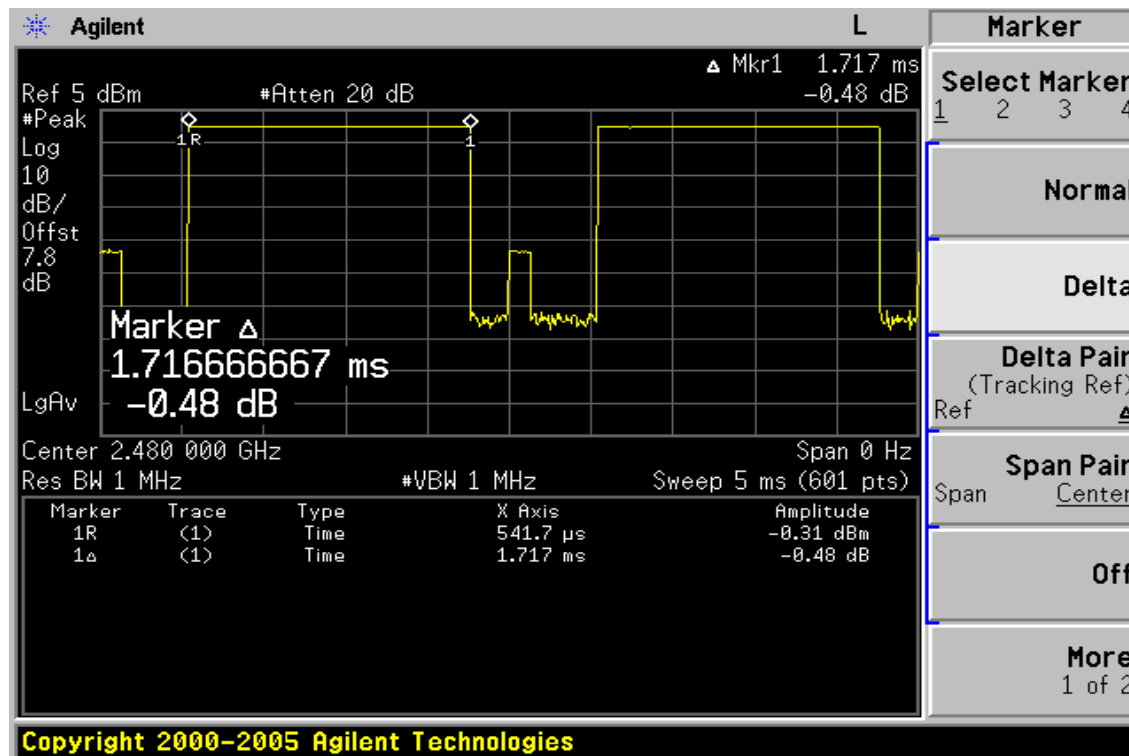 Agilent L
Δ Mkr1 1.717 ms
Ref 5 dBm #Atten 20 dB -0.48 dB
#Peak
Log
10
dB/
Offst
7.8
dB
1R 1
Marker Δ
1.716666667 ms
-0.48 dB
LgAv
Center 2.480 000 GHz Span 0 Hz
Res BW 1 MHz #VBW 1 MHz Sweep 5 ms (601 pts)
Marker Trace Type X Axis Amplitude
1R (1) Time 541.7 µs -0.31 dBm
1Δ (1) Time 1.717 ms -0.48 dB
Copyright 2000-2005 Agilent Technologies
Marker
Select Marker
1 2 3 4
Normal
Delta
Delta Pair
(Tracking Ref)
Ref Δ
Span Pair
Span Center
Off
More
1 of 2